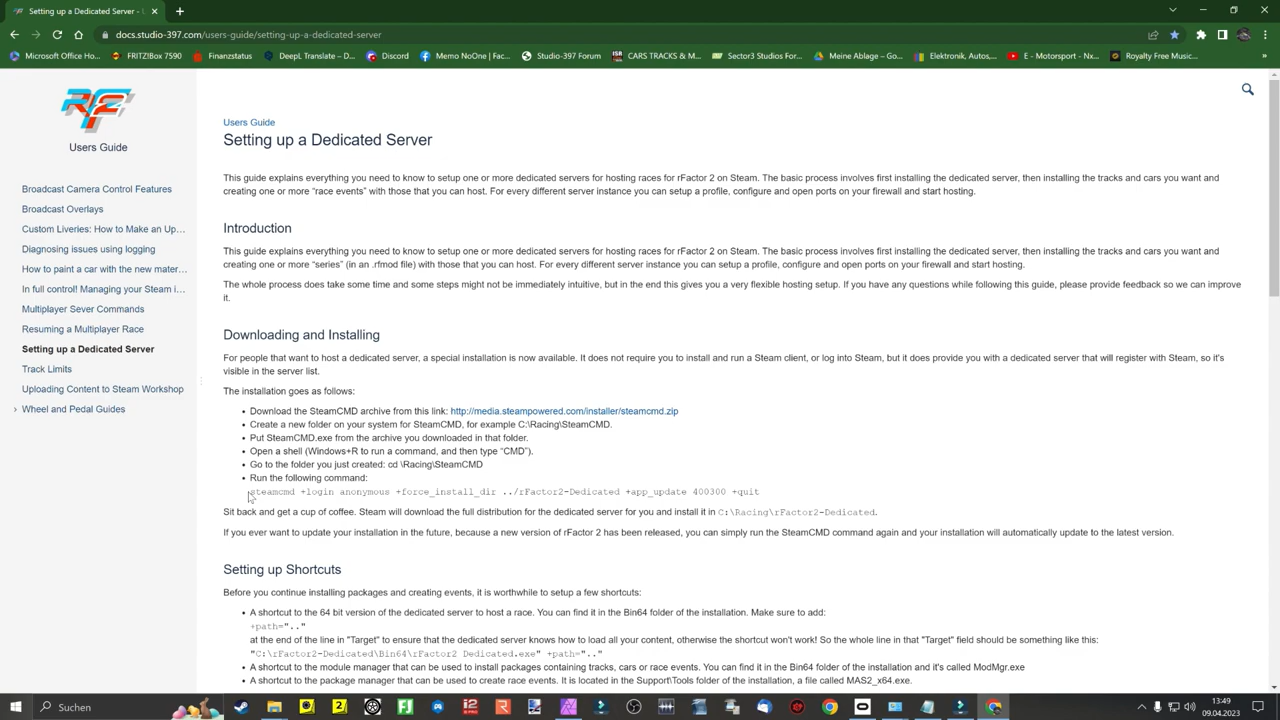 Setting up a Dedicated Server
docs.studio-397.com/users-guide/setting-up-a-dedicated-server
Microsoft Office Ho...
FRITZ!BOX 7590
Finanzstatus
DeepL Translate – D...
Discord
Memo NoOne | Fac...
Studio-397 Forum
CARS TRACKS & M...
Sector3 Studios For...
Meine Ablage – Go...
Elektronik, Autos,...
E - Motorsport - Nx...
Royalty Free Music...
Users Guide
Broadcast Camera Control Features
Broadcast Overlays
Custom Liveries: How to Make an Up…
Diagnosing issues using logging
How to paint a car with the new mater…
In full control! Managing your Steam i…
Multiplayer Sever Commands
Resuming a Multiplayer Race
Setting up a Dedicated Server
Track Limits
Uploading Content to Steam Workshop
Wheel and Pedal Guides
Users Guide
Setting up a Dedicated Server
This guide explains everything you need to know to setup one or more dedicated servers for hosting races for rFactor 2 on Steam. The basic process involves first installing the dedicated server, then installing the tracks and cars you want and
creating one or more “race events” with those that you can host. For every different server instance you can setup a profile, configure and open ports on your firewall and start hosting.
Introduction
This guide explains everything you need to know to setup one or more dedicated servers for hosting races for rFactor 2 on Steam. The basic process involves first installing the dedicated server, then installing the tracks and cars you want and
creating one or more “series” (in an .rfmod file) with those that you can host. For every different server instance you can setup a profile, configure and open ports on your firewall and start hosting.
The whole process does take some time and some steps might not be immediately intuitive, but in the end this gives you a very flexible hosting setup. If you have any questions while following this guide, please provide feedback so we can improve
it.
Downloading and Installing
For people that want to host a dedicated server, a special installation is now available. It does not require you to install and run a Steam client, or log into Steam, but it does provide you with a dedicated server that will register with Steam, so it's
visible in the server list.
The installation goes as follows:
• Download the SteamCMD archive from this link: http://media.steampowered.com/installer/steamcmd.zip
• Create a new folder on your system for SteamCMD, for example C:\Racing\SteamCMD.
• Put SteamCMD.exe from the archive you downloaded in that folder.
• Open a shell (Windows+R to run a command, and then type “CMD”).
• Go to the folder you just created: cd \Racing\SteamCMD
• Run the following command:
steamcmd +login anonymous +force_install_dir ../rFactor2-Dedicated +app_update 400300 +quit
Sit back and get a cup of coffee. Steam will download the full distribution for the dedicated server for you and install it in C:\Racing\rFactor2-Dedicated.
If you ever want to update your installation in the future, because a new version of rFactor 2 has been released, you can simply run the SteamCMD command again and your installation will automatically update to the latest version.
Setting up Shortcuts
Before you continue installing packages and creating events, it is worthwhile to setup a few shortcuts:
• A shortcut to the 64 bit version of the dedicated server to host a race. You can find it in the Bin64 folder of the installation. Make sure to add:
+path=".."
at the end of the line in "Target" to ensure that the dedicated server knows how to load all your content, otherwise the shortcut won't work! So the whole line in that "Target" field should be something like this:
"C:\rFactor2-Dedicated\Bin64\rFactor2 Dedicated.exe" +path=".."
• A shortcut to the module manager that can be used to install packages containing tracks, cars or race events. You can find it in the Bin64 folder of the installation and it's called ModMgr.exe
• A shortcut to the package manager that can be used to create race events. It is located in the Support\Tools folder of the installation, a file called MAS2_x64.exe.
Suchen
13:49
09.04.2023